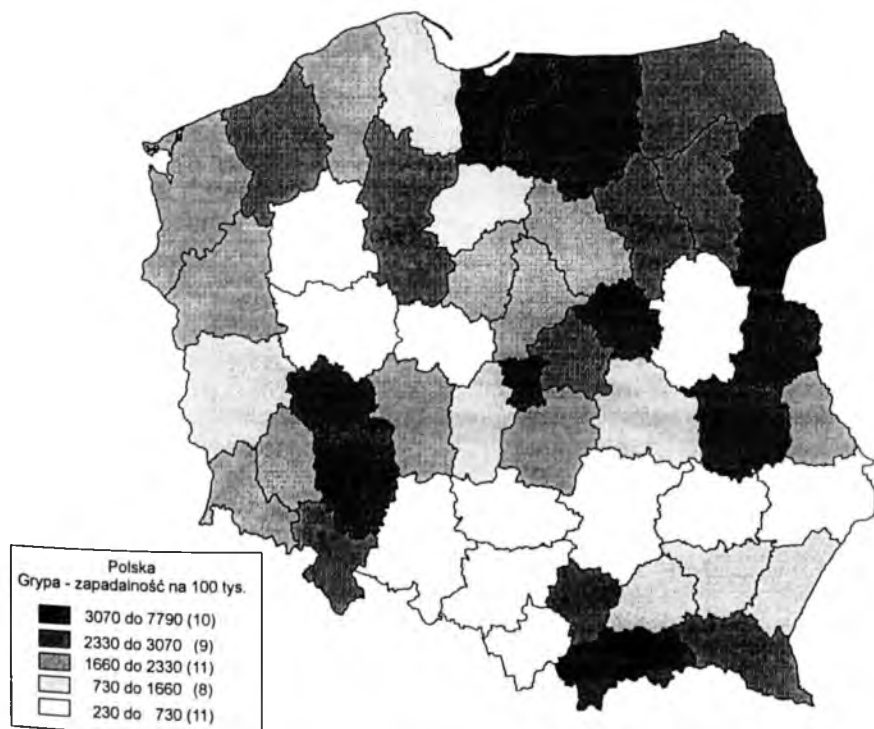 Polska
Grypa - zapadalność na 100 tys.
3070 do 7790 (10)
2330 do 3070 (9)
1660 do 2330 (11)
730 do 1660 (8)
230 do 730 (11)